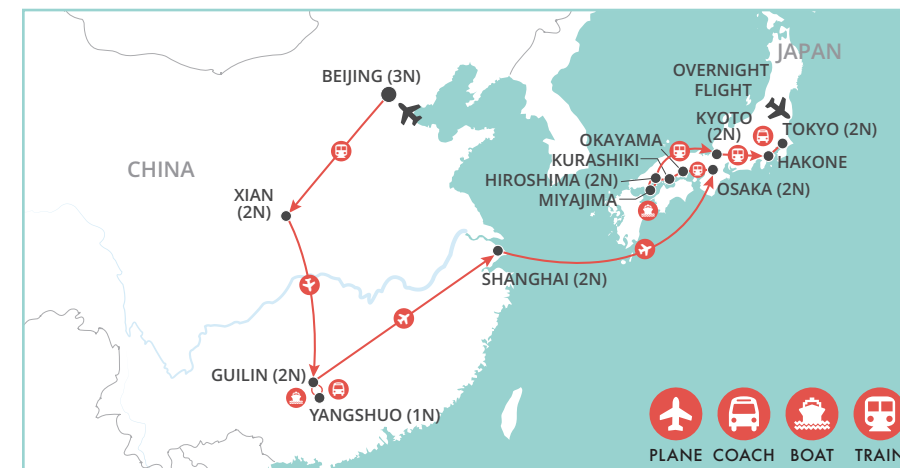 JAPAN
BEIJING (3N)
OVERNIGHT
FLIGHT
KYOTO
(2N)
TOKYO (2N)
OKAYAMA
KURASHIKI
HAKONE
CHINA
HIROSHIMA (2N)
OSAKA (2N)
MIYAJIMA
XIAN
(2N)
SHANGHAI (2N)
GUILIN (2N)
YANGSHUO (1N)
PLANE COACH BOAT TRAIN